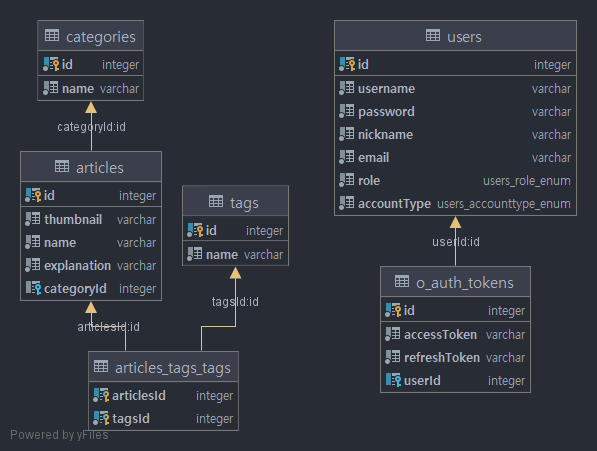 categories
id integer
name varchar
categoryId:id
articles
id integer
thumbnail varchar
name varchar
explanation varchar
categoryId integer
articlesId:id
tags
id integer
name varchar
tagsId:id
articles_tags_tags
articlesId integer
tagsId integer
users
id integer
username varchar
password varchar
nickname varchar
email varchar
role users_role_enum
accountType users_accounttype_enum
userId:id
o_auth_tokens
id integer
accessToken varchar
refreshToken varchar
userId integer
Powered by yFiles